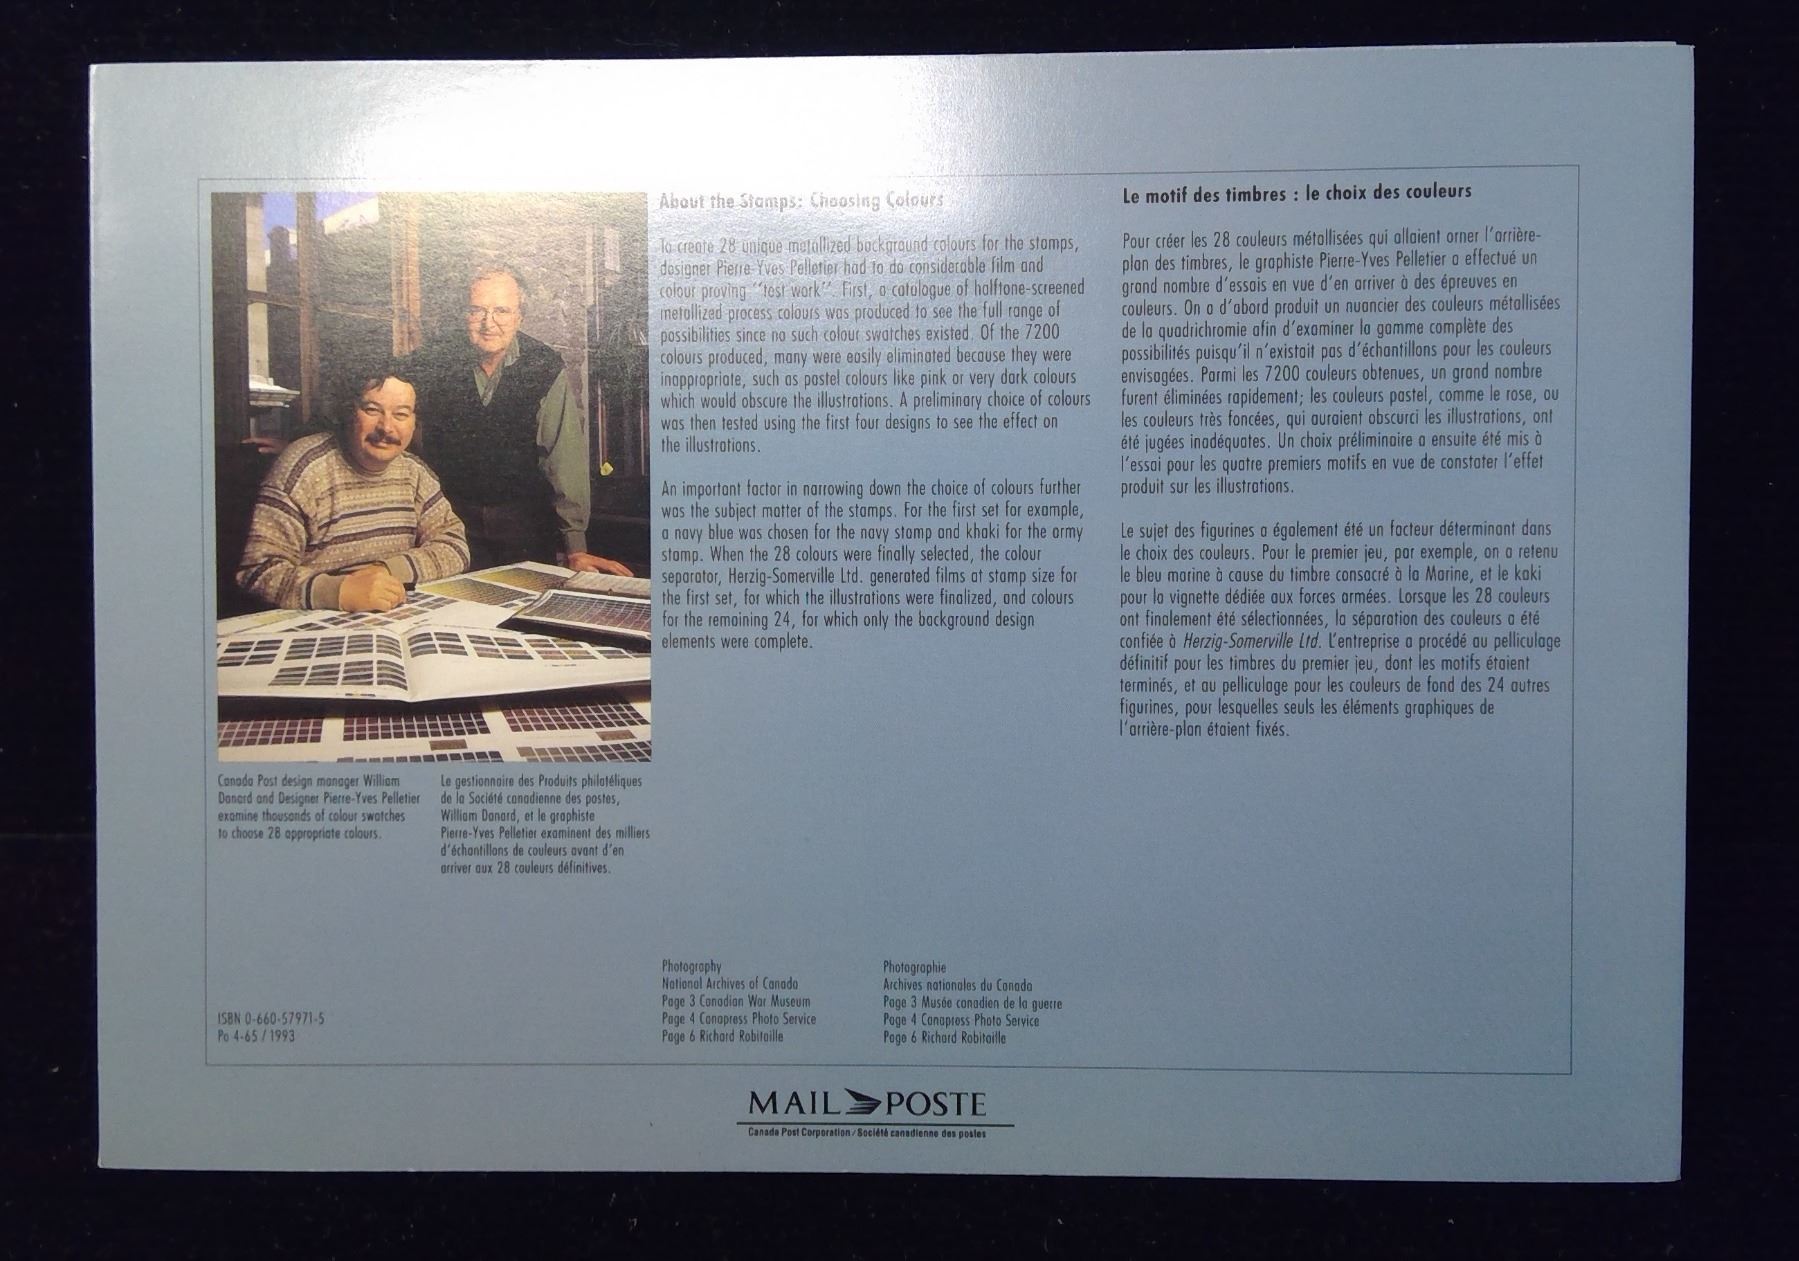 About the Stamps: Choosing Colours
To create 28 unique metallized background colours for the stamps,
designer Pierre-Yves Pelletier had to do considerable film and
colour proving "test work". First, a catalogue of halftone-screened
metallized process colours was produced to see the full range of
possibilities since no such colour swatches existed. Of the 7200
colours produced, many were easily eliminated because they were
inappropriate, such as pastel colours like pink or very dark colours
which would obscure the illustrations. A preliminary choice of colours
was then tested using the first four designs to see the effect on
the illustrations.
An important factor in narrowing down the choice of colours further
was the subject matter of the stamps. For the first set for example,
a navy blue was chosen for the navy stamp and khaki for the army
stamp. When the 28 colours were finally selected, the colour
separator, Herzig-Somerville Ltd. generated films at stamp size for
the first set, for which the illustrations were finalized, and colours
for the remaining 24, for which only the background design
elements were complete.
Le motif des timbres : le choix des couleurs
Pour créer les 28 couleurs métallisées qui allaient orner l'arrière-
plan des timbres, le graphiste Pierre-Yves Pelletier a effectué un
grand nombre d'essais en vue d'en arriver à des épreuves en
couleurs. On a d'abord produit un nuancier des couleurs métallisées
de la quadrichromie afin d'examiner la gamme complète des
possibilités puisqu'il n'existait pas d'échantillons pour les couleurs
envisagées. Parmi les 7200 couleurs obtenues, un grand nombre
furent éliminées rapidement; les couleurs pastel, comme le rose, ou
les couleurs très foncées, qui auraient obscurci les illustrations, ont
été jugées inadéquates. Un choix préliminaire a ensuite été mis à
l'essai pour les quatre premiers motifs en vue de constater l'effet
produit sur les illustrations.
Le sujet des figurines a également été un facteur déterminant dans
le choix des couleurs. Pour le premier jeu, par exemple, on a retenu
le bleu marine à cause du timbre consacré à la Marine, et le kaki
pour la vignette dédiée aux forces armées. Lorsque les 28 couleurs
ont finalement été sélectionnées, la séparation des couleurs a été
confiée à Herzig-Somerville Ltd. L'entreprise a procédé au pelliculage
définitif pour les timbres du premier jeu, dont les motifs étaient
terminés, et au pelliculage pour les couleurs de fond des 24 autres
figurines, pour lesquelles seuls les éléments graphiques de
l'arrière-plan étaient fixés.
Canada Post design manager William
Danard and Designer Pierre-Yves Pelletier
examine thousands of colour swatches
to choose 28 appropriate colours.
Le gestionnaire des Produits philatéliques
de la Société canadienne des postes,
William Danard, et le graphiste
Pierre-Yves Pelletier examinent des milliers
d'échantillons de couleurs avant d'en
arriver aux 28 couleurs définitives.
ISBN 0-660-57971-5
Po 4-65 / 1993
Photography
National Archives of Canada
Page 3 Canadian War Museum
Page 4 Canapress Photo Service
Page 6 Richard Robitaille
Photographie
Archives nationales du Canada
Page 3 Musée canadien de la guerre
Page 4 Canapress Photo Service
Page 6 Richard Robitaille
MAIL POSTE
Canada Post Corporation / Société canadienne des postes